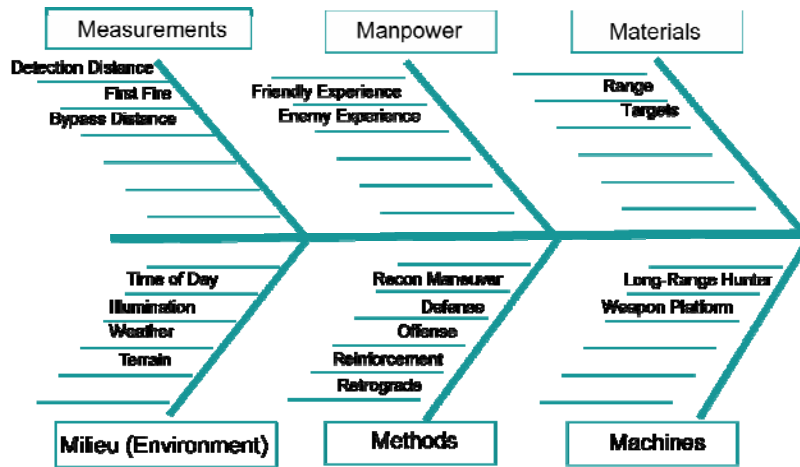 Measurements
Manpower
Materials
Detection Distance
First Fire
Bypass Distance
Friendly Experience
Enemy Experience
Range
Targets
Time of Day
Illumination
Weather
Terrain
Recon Maneuver
Defense
Offense
Reinforcement
Retrograde
Long-Range Hunter
Weapon Platform
Milieu (Environment)
Methods
Machines